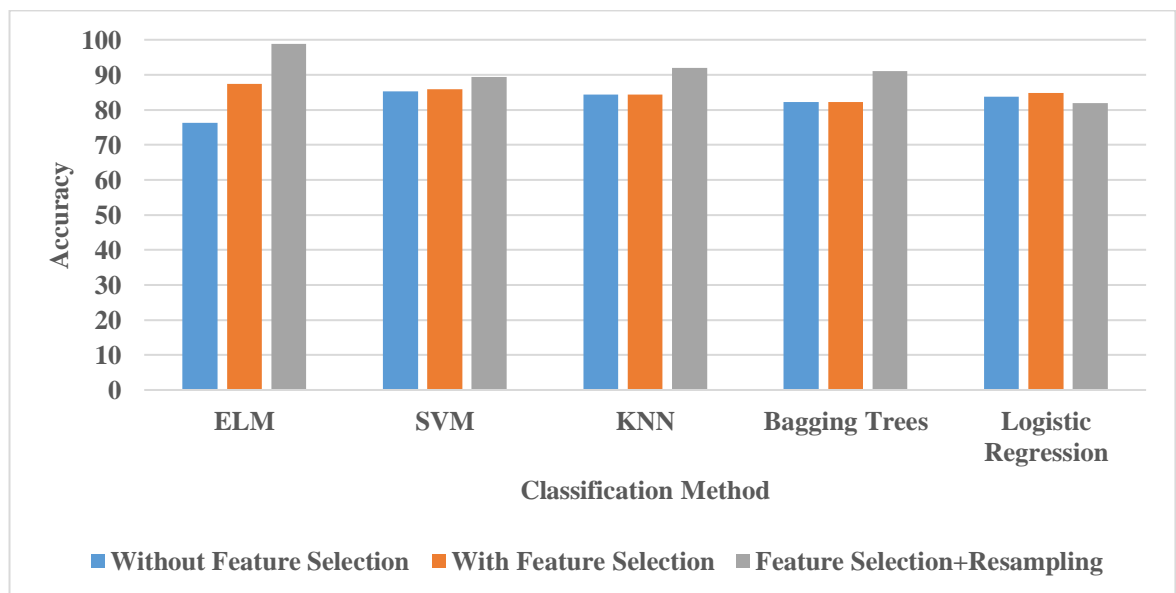 100
90
80
70
60
50
40
30
20
10
0
Accuracy
ELM
SVM
KNN
Bagging Trees
Logistic
Regression
Classification Method
Without Feature Selection
With Feature Selection
Feature Selection+Resampling